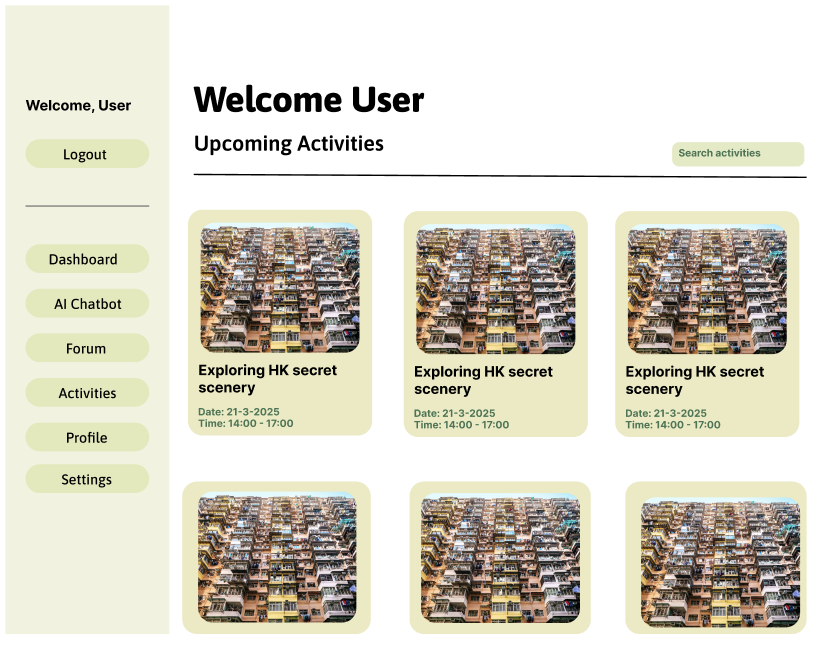 Welcome, User
Logout
Dashboard
AI Chatbot
Forum
Activities
Profile
Settings
Welcome User
Upcoming Activities
Search activities
Exploring HK secret
scenery
Date: 21-3-2025
Time: 14:00 - 17:00
Exploring HK secret
scenery
Date: 21-3-2025
Time: 14:00 - 17:00
Exploring HK secret
scenery
Date: 21-3-2025
Time: 14:00 - 17:00